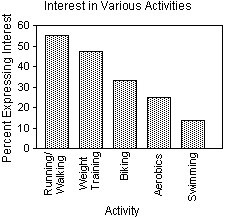 Interest in Various Activities
Percent Expressing Interest
60
50
40
30
20
10
0
Running/
Walking
Weight
Training
Biking
Aerobics
Swimming
Activity